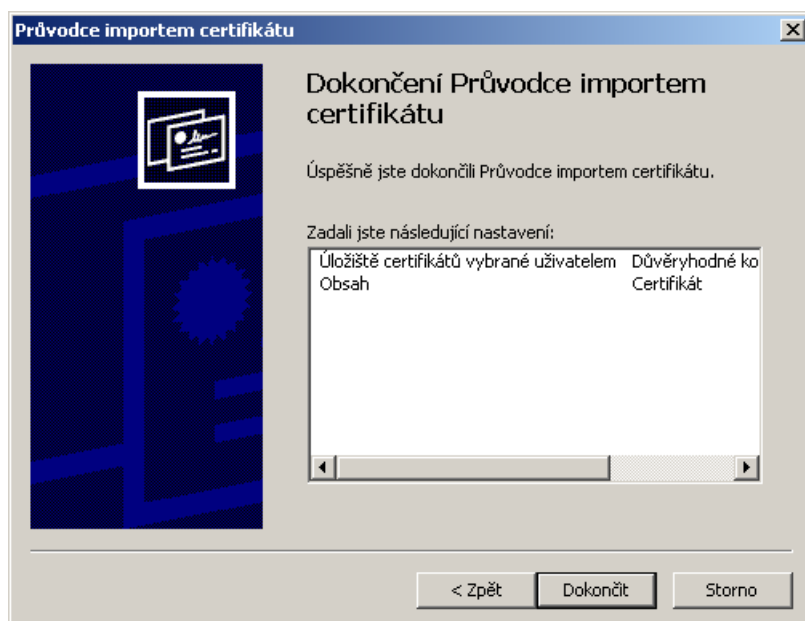 Průvodce importem certifikátu
Dokončení Průvodce importem
certifikátu
Úspěšně jste dokončili Průvodce importem certifikátu.
Zadali jste následující nastavení:
Úložiště certifikátů vybrané uživatelem Důvěryhodné ko
Obsah Certifikát
< Zpět Dokončit Storno